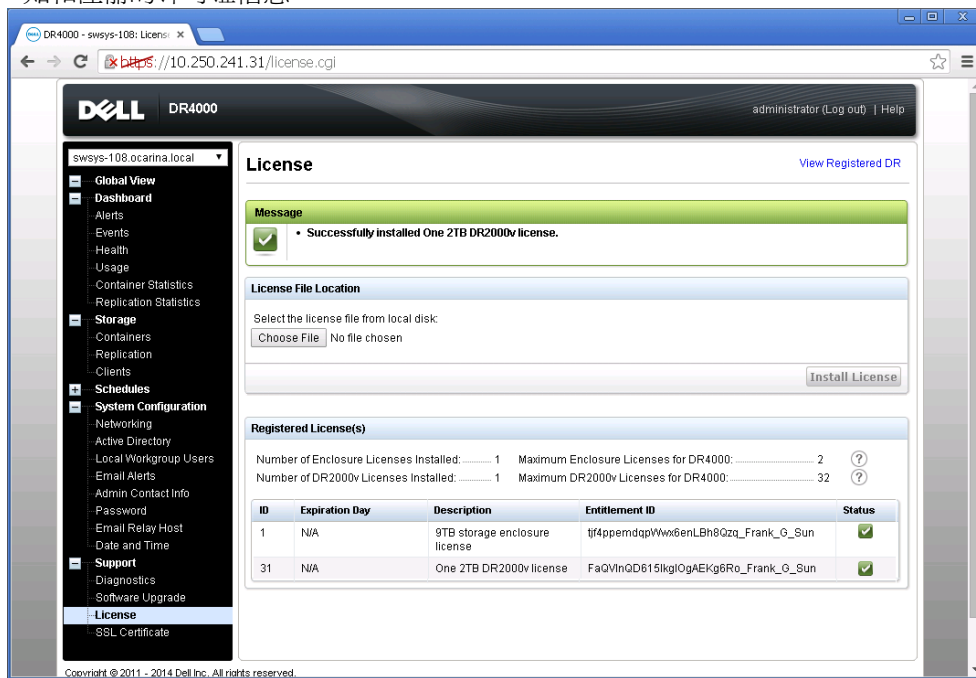 DR4000 - swsys-108: Licens
https://10.250.241.31/license.cgi
DELL DR4000
administrator (Log out) | Help
swsys-108.ocarina.local
Global View
Dashboard
Alerts
Events
Health
Usage
Container Statistics
Replication Statistics
Storage
Containers
Replication
Clients
Schedules
System Configuration
Networking
Active Directory
Local Workgroup Users
Email Alerts
Admin Contact Info
Password
Email Relay Host
Date and Time
Support
Diagnostics
Software Upgrade
License
SSL Certificate
License
View Registered DR
Message
• Successfully installed One 2TB DR2000v license.
License File Location
Select the license file from local disk:
Choose File No file chosen
Install License
Registered License(s)
Number of Enclosure Licenses Installed: 1 Maximum Enclosure Licenses for DR4000: 2 ?
Number of DR2000v Licenses Installed: 1 Maximum DR2000v Licenses for DR4000: 32 ?
ID Expiration Day Description Entitlement ID Status
1 N/A 9TB storage enclosure license tjf4ppemdqpWwx6enLBh8Qzq_Frank_G_Sun
31 N/A One 2TB DR2000v license FaQVlnQD615lkglOgAEKg6Ro_Frank_G_Sun
Copyright © 2011 - 2014 Dell Inc. All rights reserved.